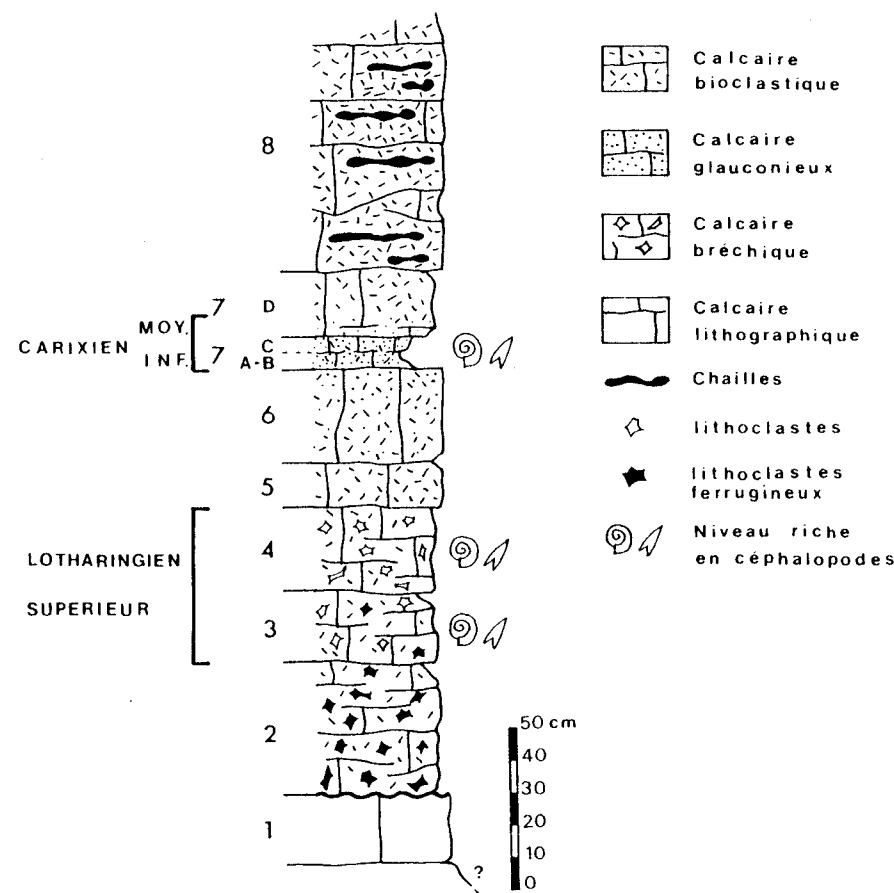 8
7 D
MOY.
CARIXIEN
INF. 7
C
A-B
6
5
LOTHARINGIEN
SUPERIEUR
4
3
2
1
?
50 cm
40
30
20
10
0
Calcaire
bioclastique
Calcaire
glauconieux
Calcaire
bréchique
Calcaire
lithographique
Chailles
lithoclastes
lithoclastes
ferrugineux
Niveau riche
en céphalopodes